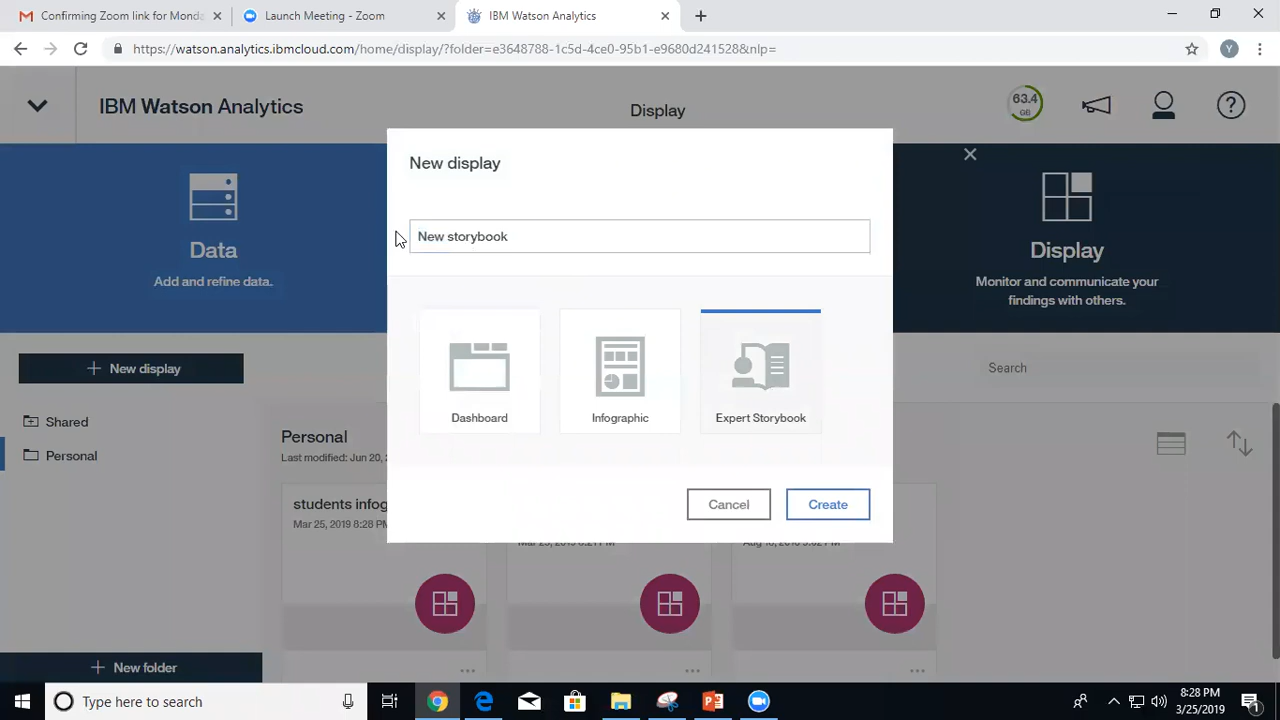 Confirming Zoom link for Monda
Launch Meeting - Zoom
IBM Watson Analytics
https://watson.analytics.ibmcloud.com/home/display/?folder=e3648788-1c5d-4ce0-95b1-e9680d241528&nlp=
Y
IBM Watson Analytics
Display
63.4
GB
New display
New storybook
Data
Add and refine data.
Display
Monitor and communicate your
findings with others.
Dashboard
Infographic
Expert Storybook
New display
Search
Shared
Personal
Personal
Last modified: Jun 20,
Cancel
Create
students infog
Mar 25, 2019 8:28 PM
New folder
Type here to search
8:28 PM
3/25/2019
1